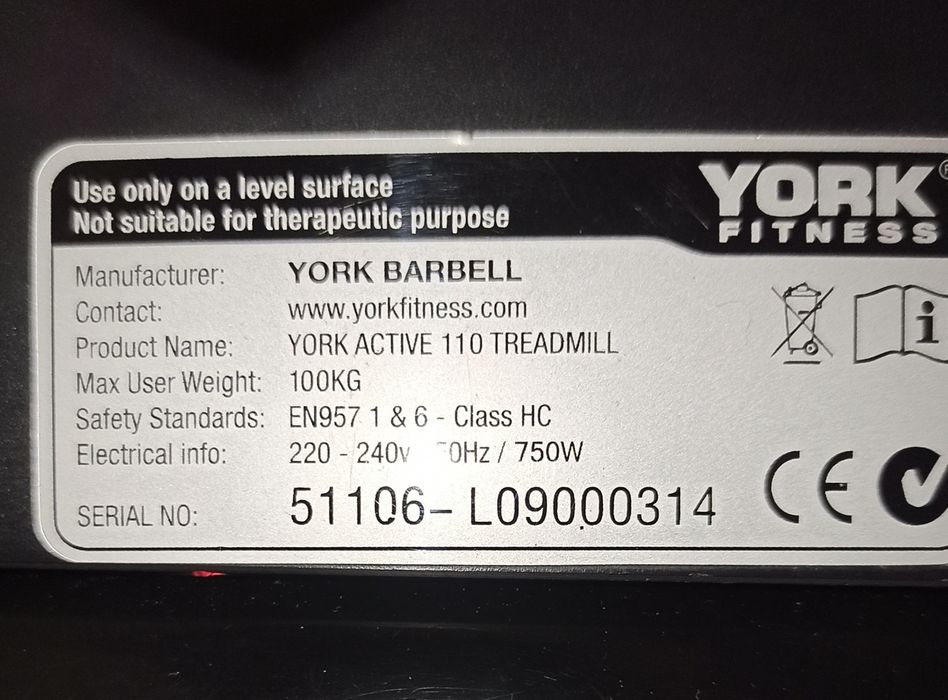 Use only on a level surface
Not suitable for therapeutic purpose
YORK®
FITNESS
Manufacturer: YORK BARBELL
Contact: www.yorkfitness.com
Product Name: YORK ACTIVE 110 TREADMILL
Max User Weight: 100KG
Safety Standards: EN957 1 & 6 - Class HC
Electrical info: 220 - 240v / 750W
SERIAL NO: 51106-L09000314
i
CE